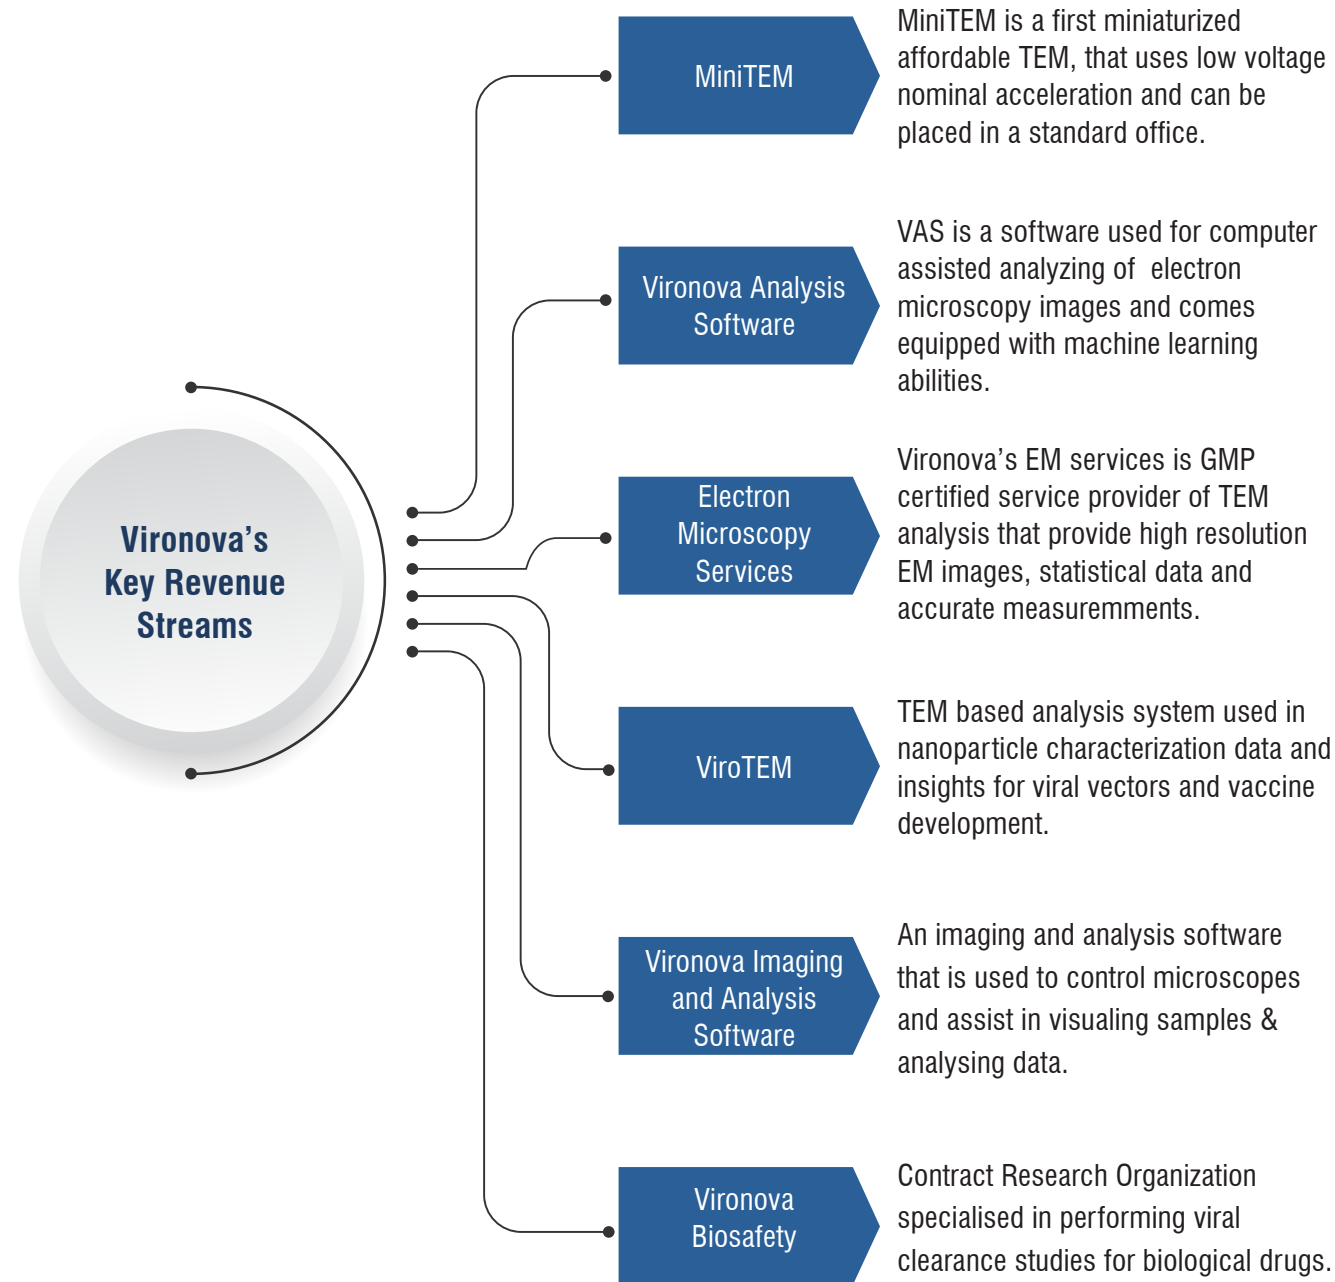 Vironova's
Key Revenue
Streams
MiniTEM
MiniTEM is a first miniaturized
affordable TEM, that uses low voltage
nominal acceleration and can be
placed in a standard office.
Vironova Analysis
Software
VAS is a software used for computer
assisted analyzing of electron
microscopy images and comes
equipped with machine learning
abilities.
Electron
Microscopy
Services
Vironova's EM services is GMP
certified service provider of TEM
analysis that provide high resolution
EM images, statistical data and
accurate measuremments.
ViroTEM
TEM based analysis system used in
nanoparticle characterization data and
insights for viral vectors and vaccine
development.
Vironova Imaging
and Analysis
Software
An imaging and analysis software
that is used to control microscopes
and assist in visualing samples &
analysing data.
Vironova
Biosafety
Contract Research Organization
specialised in performing viral
clearance studies for biological drugs.